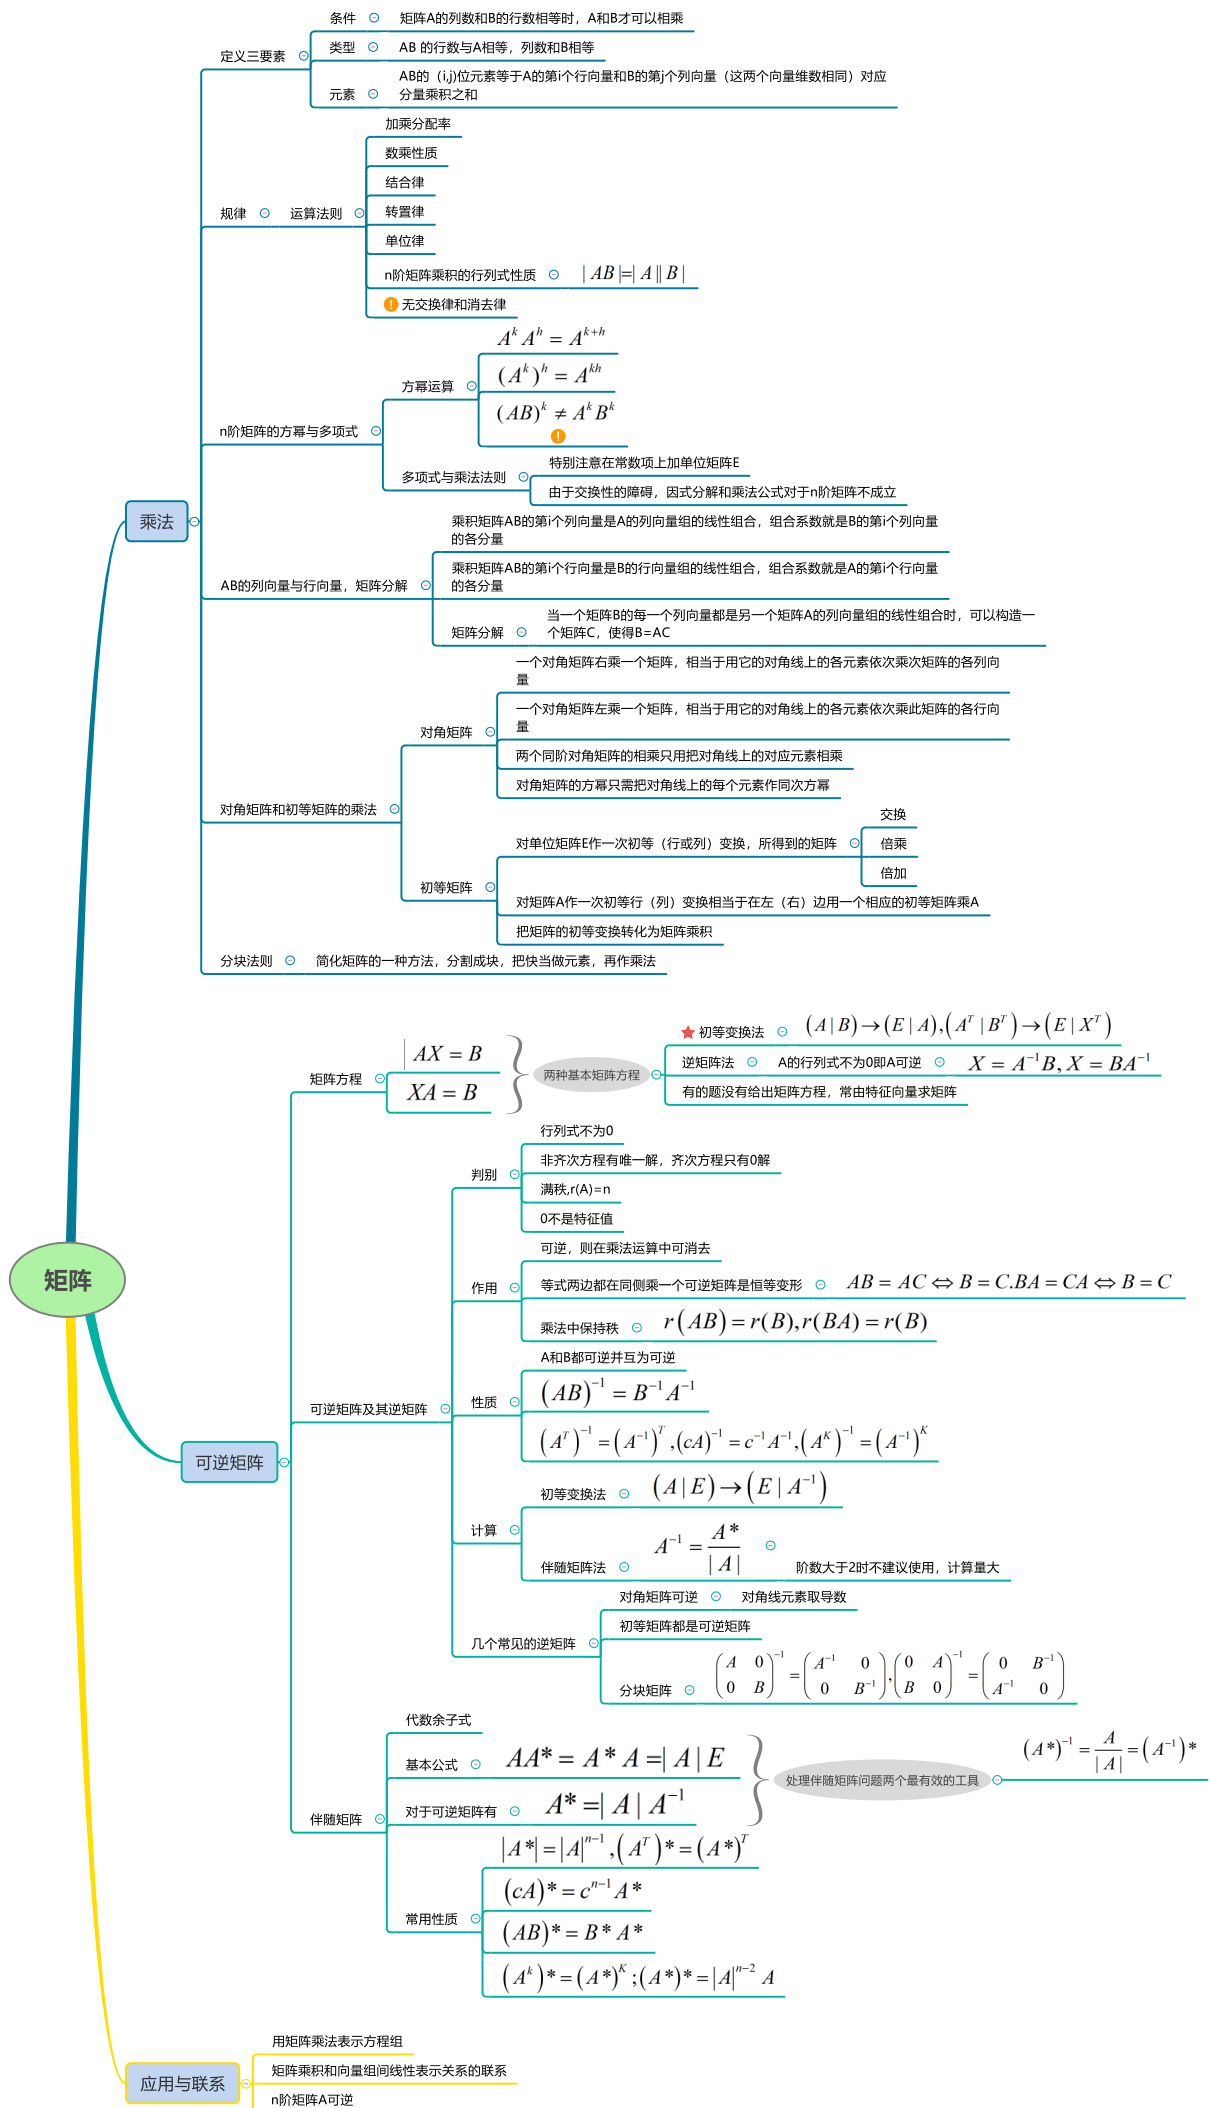 条件
矩阵A的列数和B的行数相等时，A和B才可以相乘
定义三要素
类型
AB 的行数与A相等，列数和B相等
元素
AB的（i,j)位元素等于A的第i个行向量和B的第j个列向量（这两个向量维数相同）对应
分量乘积之和
加乘分配率
数乘性质
结合律
规律
运算法则
转置律
单位律
n阶矩阵乘积的行列式性质
| AB |=| A || B |
无交换律和消去律
n阶矩阵的方幂与多项式
方幂运算
A^k A^h = A^{k+h}
(A^k)^h = A^{kh}
(AB)^k ≠ A^k B^k
多项式与乘法法则
特别注意在常数项上加单位矩阵E
由于交换性的障碍，因式分解和乘法公式对于n阶矩阵不成立
乘法
AB的列向量与行向量，矩阵分解
乘积矩阵AB的第i个列向量是A的列向量组的线性组合，组合系数就是B的第i个列向量
的各分量
乘积矩阵AB的第i个行向量是B的行向量组的线性组合，组合系数就是A的第i个行向量
的各分量
矩阵分解
当一个矩阵B的每一个列向量都是另一个矩阵A的列向量组的线性组合时，可以构造一
个矩阵C，使得B=AC
对角矩阵和初等矩阵的乘法
对角矩阵
一个对角矩阵右乘一个矩阵，相当于用它的对角线上的各元素依次乘次矩阵的各列向
量
一个对角矩阵左乘一个矩阵，相当于用它的对角线上的各元素依次乘此矩阵的各行向
量
两个同阶对角矩阵的相乘只用把对角线上的对应元素相乘
对角矩阵的方幂只需把对角线上的每个元素作同次方幂
初等矩阵
对单位矩阵E作一次初等（行或列）变换，所得到的矩阵
交换
倍乘
倍加
对矩阵A作一次初等行（列）变换相当于在左（右）边用一个相应的初等矩阵乘A
把矩阵的初等变换转化为矩阵乘积
分块法则
简化矩阵的一种方法，分割成块，把快当做元素，再作乘法
矩阵
可逆矩阵
矩阵方程
AX = B
XA = B
两种基本矩阵方程
初等变换法
(A | B) → (E | A), (A^T | B^T) → (E | X^T)
逆矩阵法
A的行列式不为0即A可逆
X = A^{-1}B, X = BA^{-1}
有的题没有给出矩阵方程，常由特征向量求矩阵
可逆矩阵及其逆矩阵
判别
行列式不为0
非齐次方程有唯一解，齐次方程只有0解
满秩,r(A)=n
0不是特征值
作用
可逆，则在乘法运算中可消去
等式两边都在同侧乘一个可逆矩阵是恒等变形
AB = AC ⇔ B = C.BA = CA ⇔ B = C
乘法中保持秩
r(AB) = r(B), r(BA) = r(B)
性质
A和B都可逆并互为可逆
(AB)^{-1} = B^{-1}A^{-1}
(A^T)^{-1} = (A^{-1})^T, (cA)^{-1} = c^{-1}A^{-1}, (A^K)^{-1} = (A^{-1})^K
计算
初等变换法
(A | E) → (E | A^{-1})
伴随矩阵法
A^{-1} = A*/|A|
阶数大于2时不建议使用，计算量大
几个常见的逆矩阵
对角矩阵可逆
对角线元素取导数
初等矩阵都是可逆矩阵
分块矩阵
(A 0; 0 B)^{-1} = (A^{-1} 0; 0 B^{-1}), (0 A; B 0)^{-1} = (0 B^{-1}; A^{-1} 0)
伴随矩阵
代数余子式
基本公式
AA* = A* A =| A | E
对于可逆矩阵有
A* =| A | A^{-1}
处理伴随矩阵问题两个最有效的工具
(A*)^{-1} = A/|A| = (A^{-1})*
常用性质
|A*| = |A|^{n-1}, (A^T)* = (A*)^T
(cA)* = c^{n-1}A*
(AB)* = B* A*
(A^k)* = (A*)^K; (A*)* = |A|^{n-2} A
应用与联系
用矩阵乘法表示方程组
矩阵乘积和向量组间线性表示关系的联系
n阶矩阵A可逆